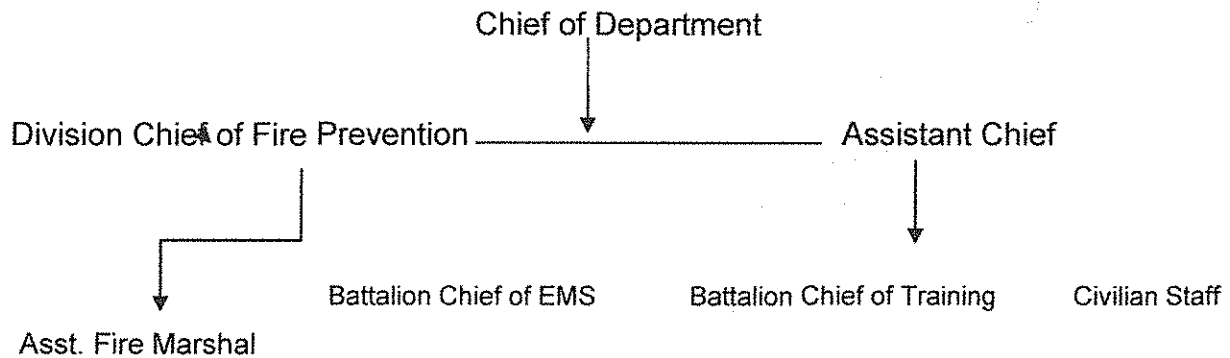 Chief of Department
Division Chief of Fire Prevention
Assistant Chief
Battalion Chief of EMS
Battalion Chief of Training
Civilian Staff
Asst. Fire Marshal